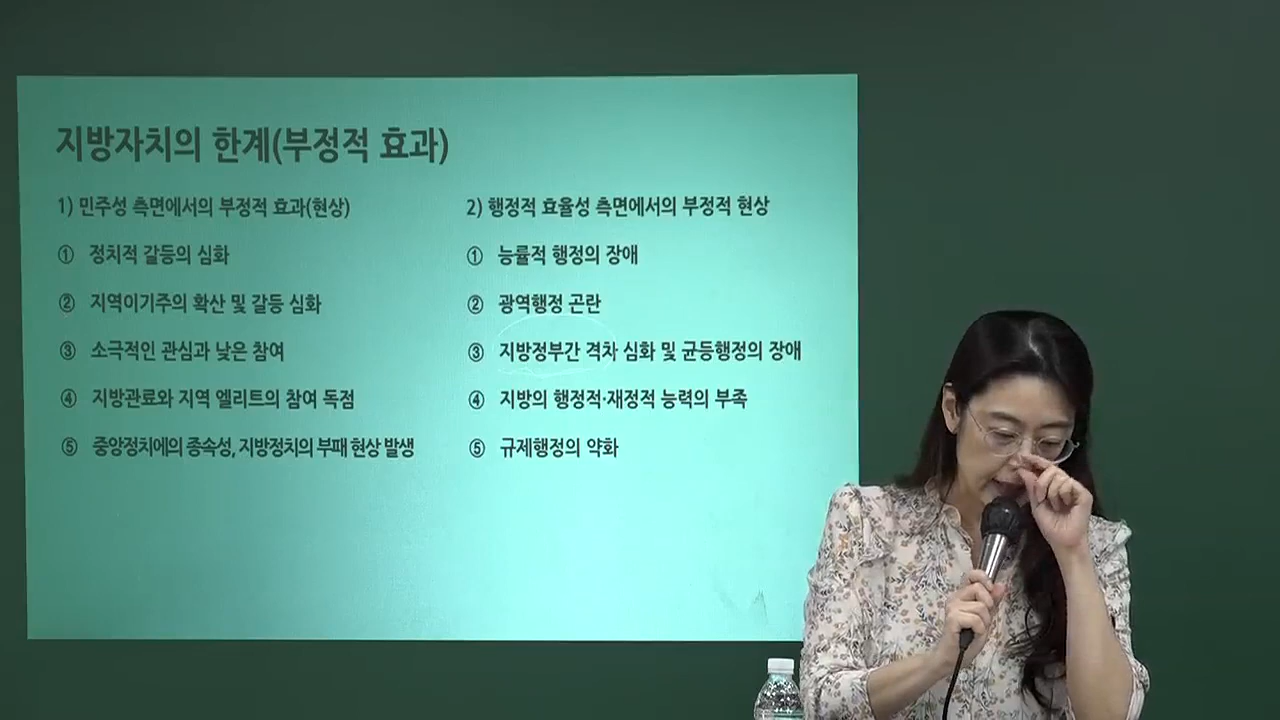 지방자치의 한계(부정적 효과)
1) 민주성 측면에서의 부정적 효과(현상)
① 정치적 갈등의 심화
② 지역이기주의 확산 및 갈등 심화
③ 소극적인 관심과 낮은 참여
④ 지방관료와 지역 엘리트의 참여 독점
⑤ 중앙정치에의 종속성, 지방정치의 부패 현상 발생
2) 행정적 효율성 측면에서의 부정적 현상
① 능률적 행정의 장애
② 광역행정 곤란
③ 지방정부간 격차 심화 및 균등행정의 장애
④ 지방의 행정적·재정적 능력의 부족
⑤ 규제행정의 약화